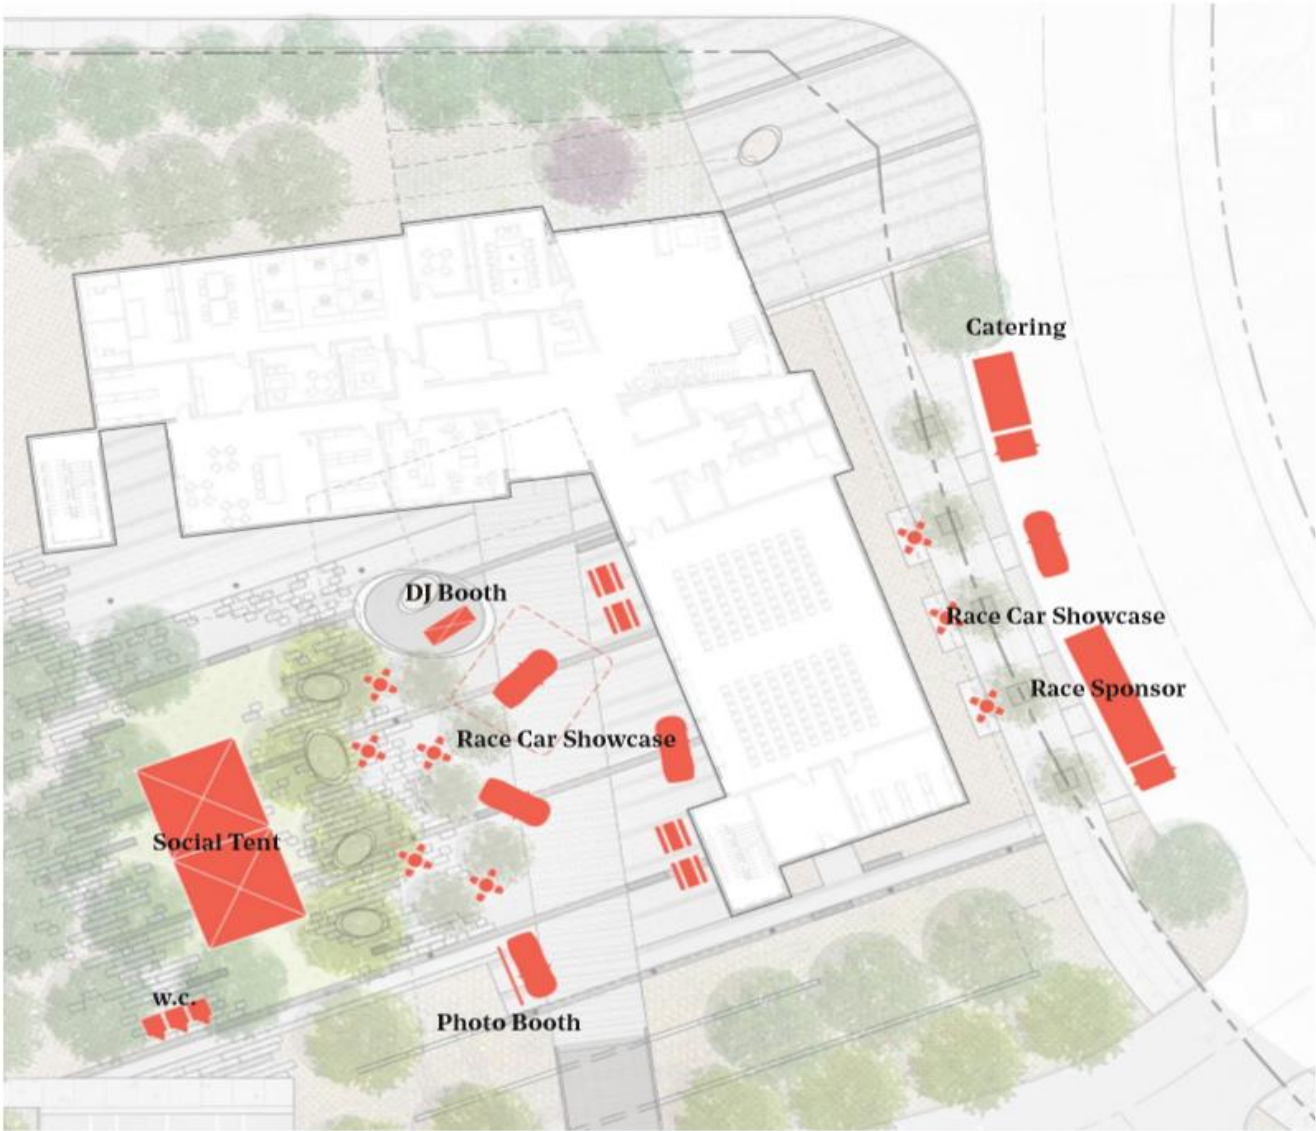 Catering
DJ Booth
Race Car Showcase
Race Sponsor
Race Car Showcase
Social Tent
w.c.
Photo Booth